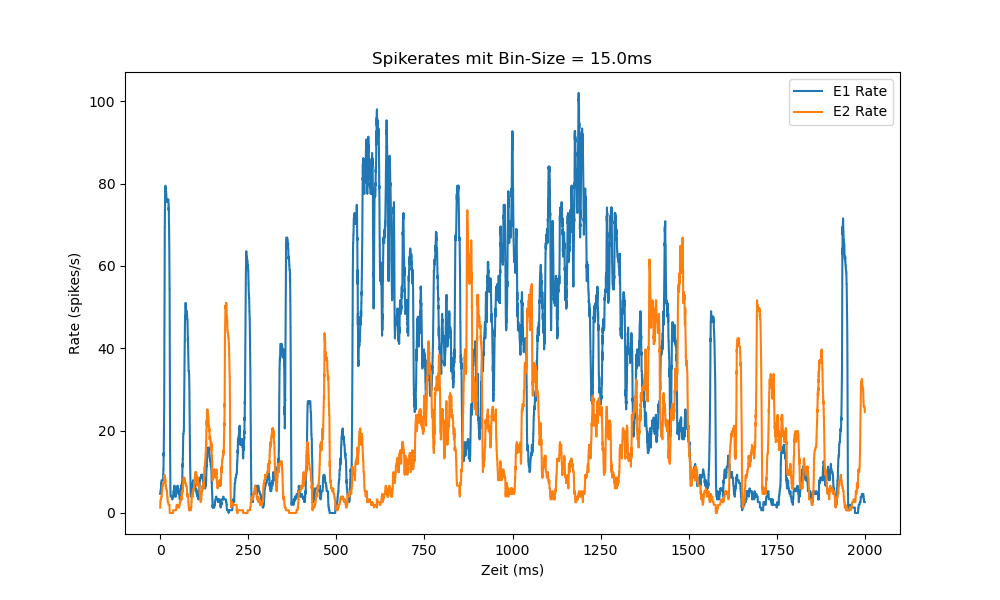 Spikerates mit Bin-Size = 15.0ms
E1 Rate
E2 Rate
100
80
60
40
20
0
Rate (spikes/s)
0 250 500 750 1000 1250 1500 1750 2000
Zeit (ms)